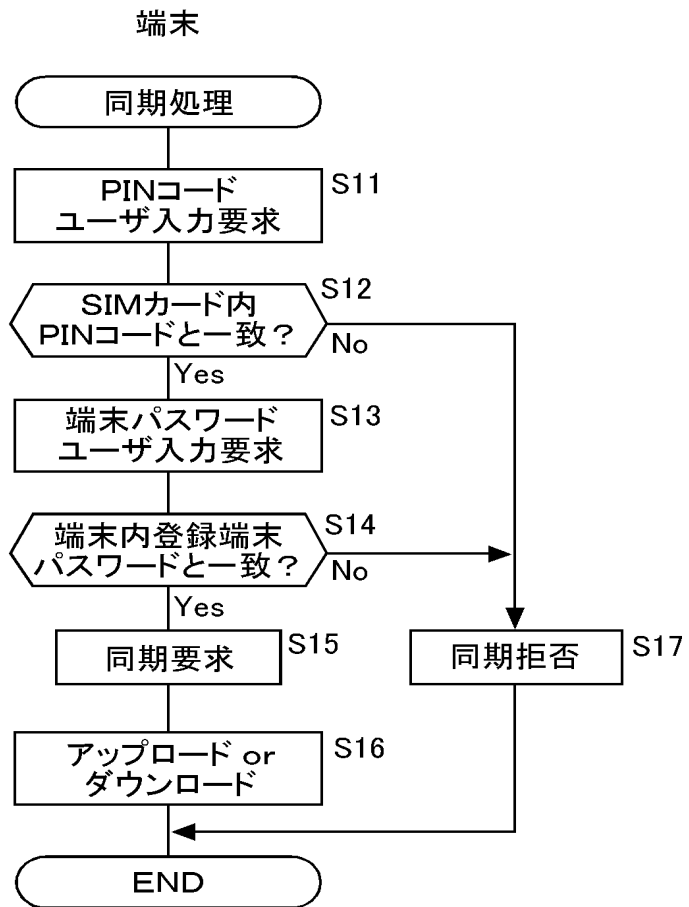 端末
同期処理
PINコード
ユーザ入力要求
S11
SIMカード内
PINコードと一致？
S12
No
Yes
端末パスワード
ユーザ入力要求
S13
端末内登録端末
パスワードと一致？
S14
No
Yes
同期要求
S15
同期拒否
S17
アップロード or
ダウンロード
S16
END